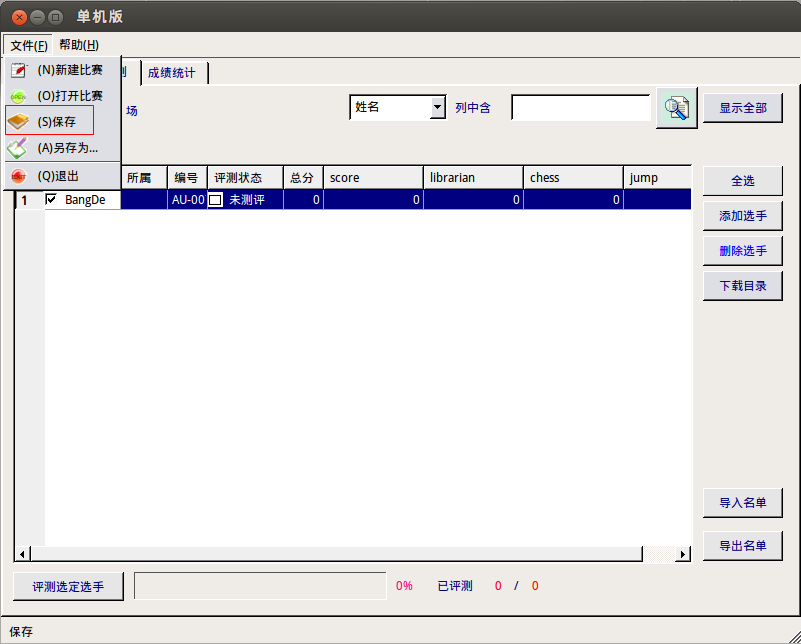 单机版
文件(F) 帮助(H)
(N)新建比赛
(O)打开比赛
(S)保存
(A)另存为...
(Q)退出
成绩统计
场
姓名
列中含
显示全部
所属 编号 评测状态 总分 score librarian chess jump
1 BangDe AU-00 未测评 0 0 0 0
全选
添加选手
删除选手
下载目录
导入名单
导出名单
评测选定选手 0% 已评测 0 / 0
保存